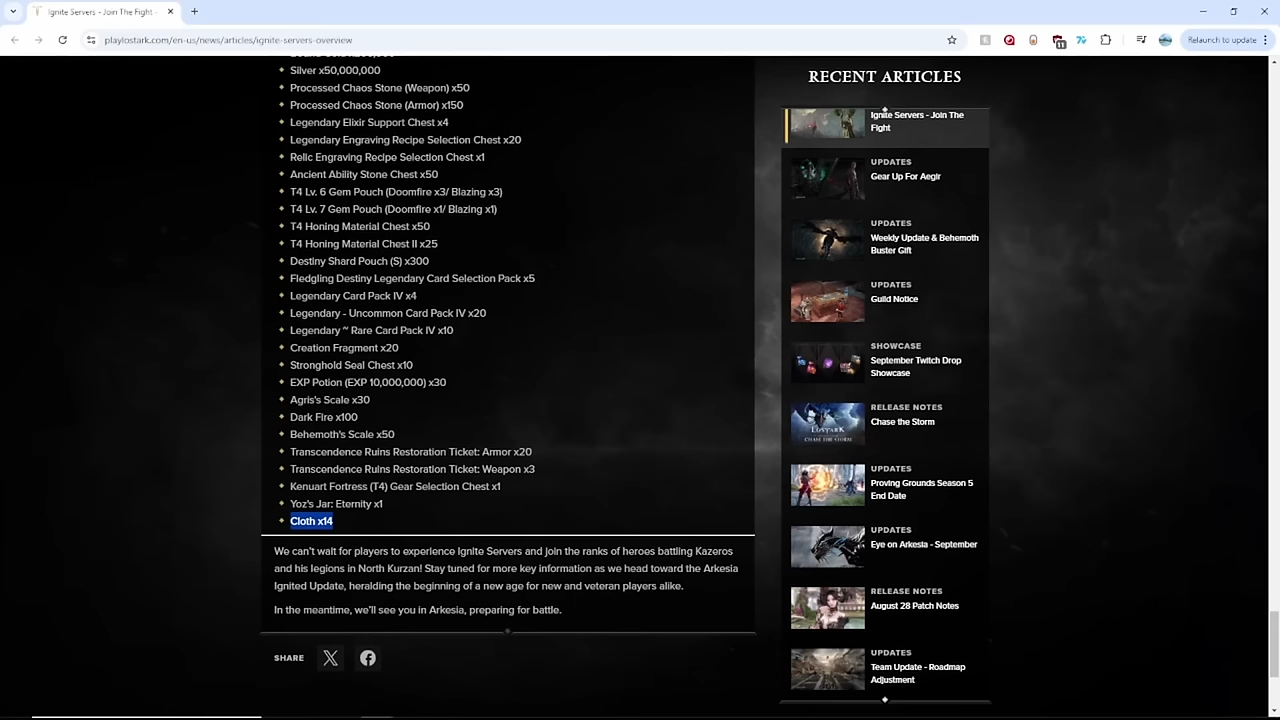 Ignite Servers - Join The Fight -
playlostark.com/en-us/news/articles/ignite-servers-overview
11
Relaunch to update
Silver x50,000,000
Processed Chaos Stone (Weapon) x50
Processed Chaos Stone (Armor) x150
Legendary Elixir Support Chest x4
Legendary Engraving Recipe Selection Chest x20
Relic Engraving Recipe Selection Chest x1
Ancient Ability Stone Chest x50
T4 Lv. 6 Gem Pouch (Doomfire x3/ Blazing x3)
T4 Lv. 7 Gem Pouch (Doomfire x1/ Blazing x1)
T4 Honing Material Chest x50
T4 Honing Material Chest II x25
Destiny Shard Pouch (S) x300
Fledgling Destiny Legendary Card Selection Pack x5
Legendary Card Pack IV x4
Legendary - Uncommon Card Pack IV x20
Legendary ~ Rare Card Pack IV x10
Creation Fragment x20
Stronghold Seal Chest x10
EXP Potion (EXP 10,000,000) x30
Agris's Scale x30
Dark Fire x100
Behemoth's Scale x50
Transcendence Ruins Restoration Ticket: Armor x20
Transcendence Ruins Restoration Ticket: Weapon x3
Kenuart Fortress (T4) Gear Selection Chest x1
Yoz's Jar: Eternity x1
Cloth x14
We can't wait for players to experience Ignite Servers and join the ranks of heroes battling Kazeros
and his legions in North Kurzan! Stay tuned for more key information as we head toward the Arkesia
Ignited Update, heralding the beginning of a new age for new and veteran players alike.
In the meantime, we'll see you in Arkesia, preparing for battle.
SHARE
RECENT ARTICLES
Ignite Servers - Join The
Fight
UPDATES
Gear Up For Aegir
UPDATES
Weekly Update & Behemoth
Buster Gift
UPDATES
Guild Notice
SHOWCASE
September Twitch Drop
Showcase
RELEASE NOTES
Chase the Storm
LOSTARK
CHASE THE STORM
UPDATES
Proving Grounds Season 5
End Date
UPDATES
Eye on Arkesia - September
RELEASE NOTES
August 28 Patch Notes
UPDATES
Team Update - Roadmap
Adjustment